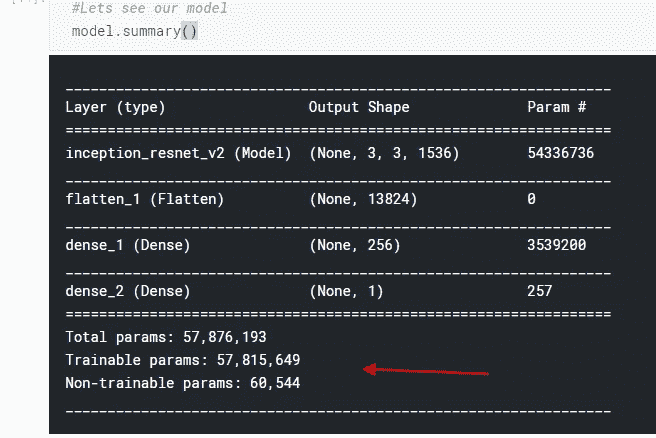 #Lets see our model
model.summary()
_________________________________________________________________
Layer (type) Output Shape Param #
=================================================================
inception_resnet_v2 (Model) (None, 3, 3, 1536) 54336736
_________________________________________________________________
flatten_1 (Flatten) (None, 13824) 0
_________________________________________________________________
dense_1 (Dense) (None, 256) 3539200
_________________________________________________________________
dense_2 (Dense) (None, 1) 257
=================================================================
Total params: 57,876,193
Trainable params: 57,815,649
Non-trainable params: 60,544
_________________________________________________________________